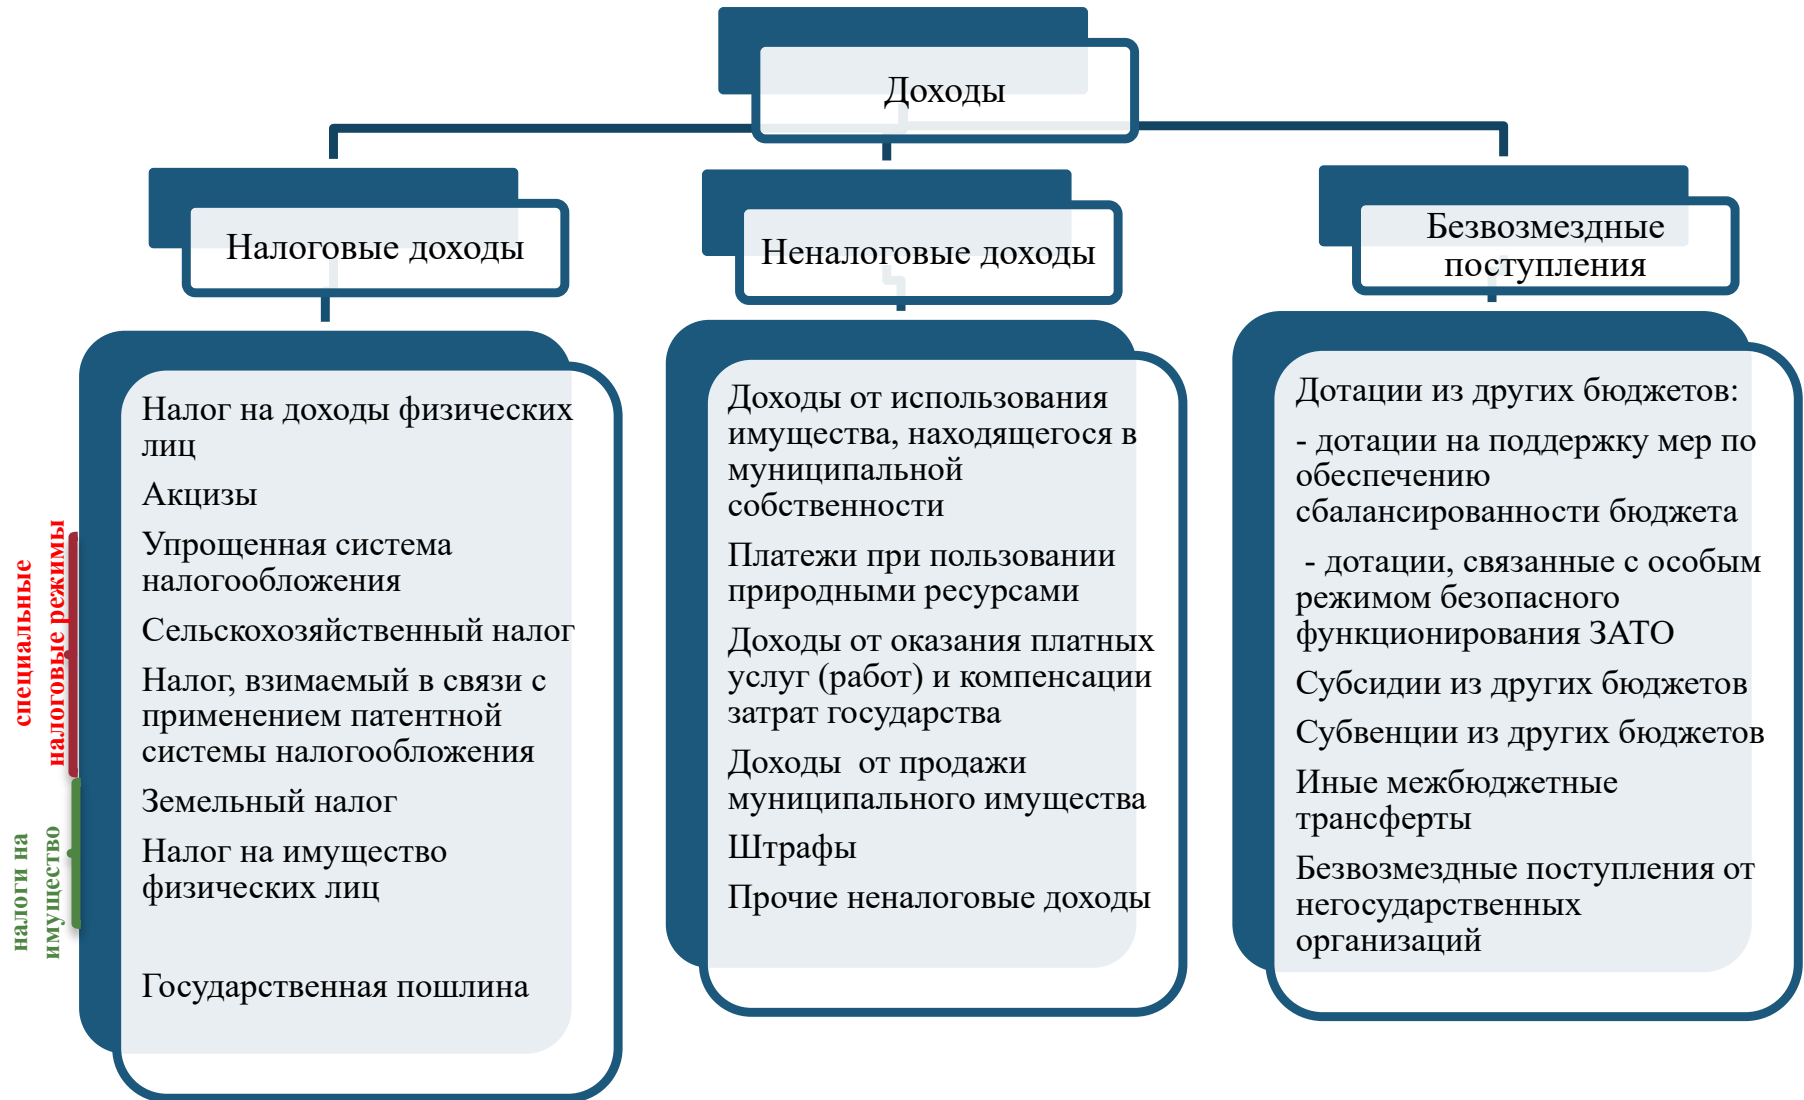 Доходы
Налоговые доходы
Неналоговые доходы
Безвозмездные
поступления
специальные
налоговые режимы
налоги на
имущество
Налог на доходы физических
лиц
Акцизы
Упрощенная система
налогообложения
Сельскохозяйственный налог
Налог, взимаемый в связи с
применением патентной
системы налогообложения
Земельный налог
Налог на имущество
физических лиц
Государственная пошлина
Доходы от использования
имущества, находящегося в
муниципальной
собственности
Платежи при пользовании
природными ресурсами
Доходы от оказания платных
услуг (работ) и компенсации
затрат государства
Доходы  от продажи
муниципального имущества
Штрафы
Прочие неналоговые доходы
Дотации из других бюджетов:
- дотации на поддержку мер по
обеспечению
сбалансированности бюджета
- дотации, связанные с особым
режимом безопасного
функционирования ЗАТО
Субсидии из других бюджетов
Субвенции из других бюджетов
Иные межбюджетные
трансферты
Безвозмездные поступления от
негосударственных
организаций